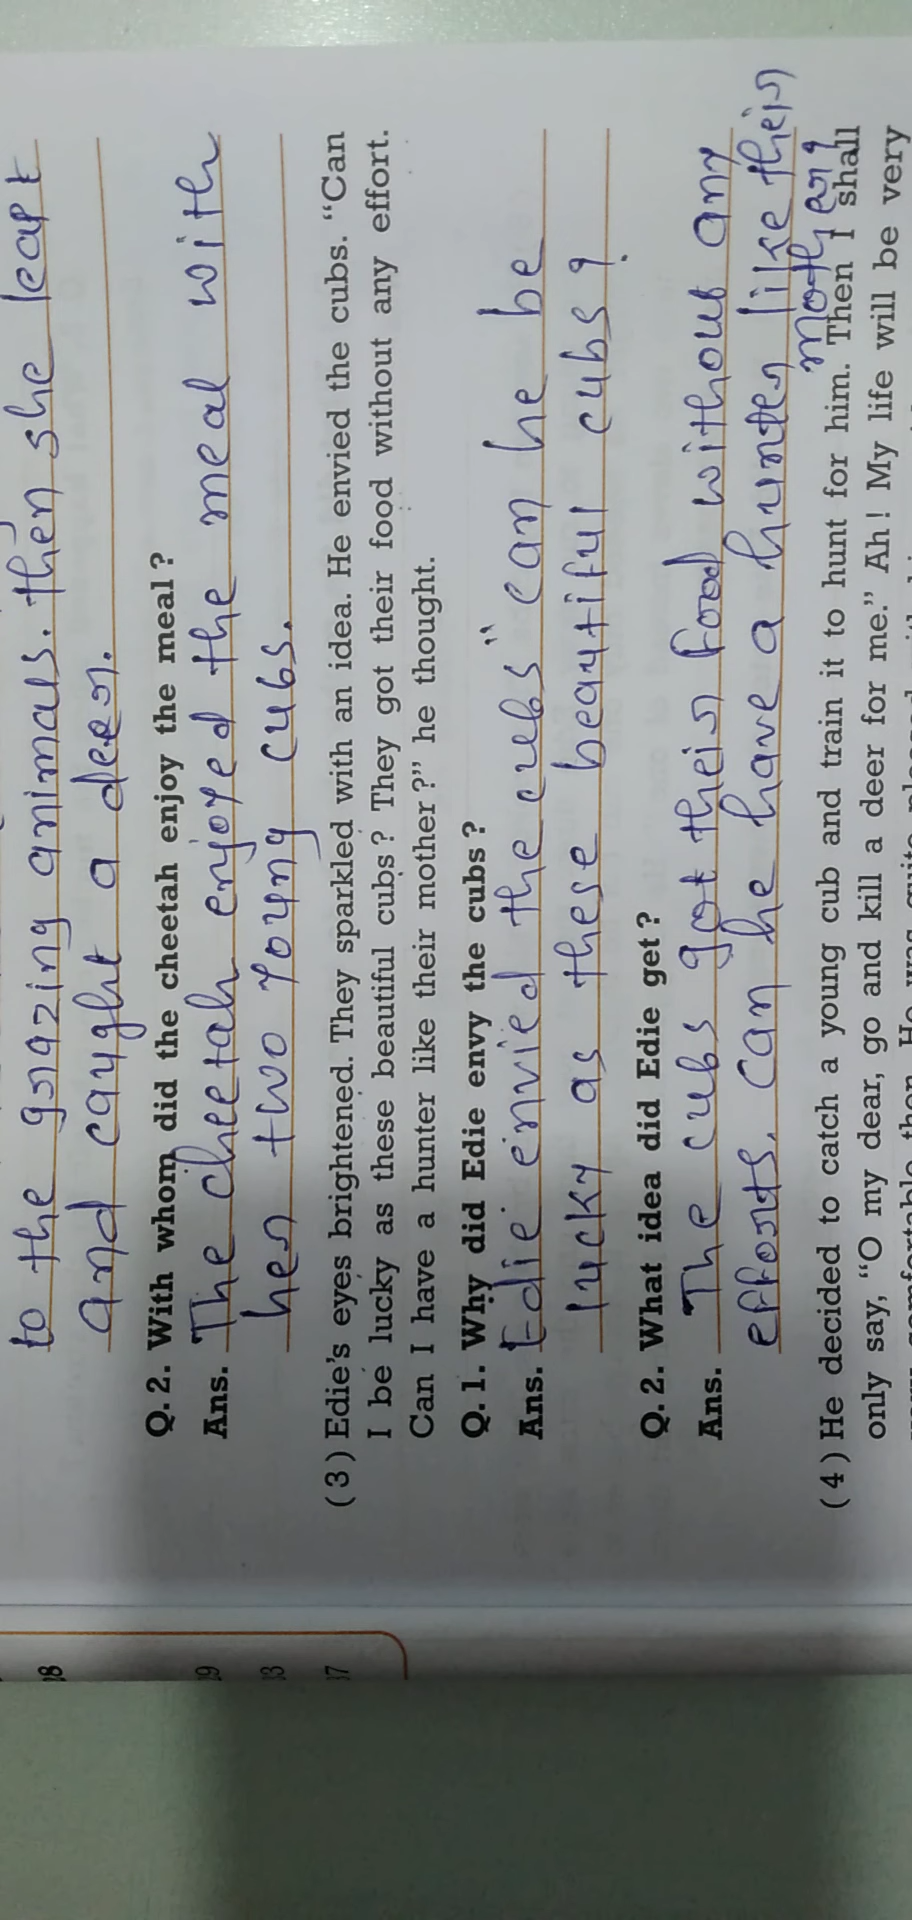 to the grazing animals. then she leapt
and caught a deer.
Q. 2. With whom did the cheetah enjoy the meal ?
Ans. The cheetah enjoyed the meal with
her two young cubs.
( 3 ) Edie's eyes brightened. They sparkled with an idea. He envied the cubs. "Can
I be lucky as these beautiful cubs ? They got their food without any effort.
Can I have a hunter like their mother ?" he thought.
Q. 1. Why did Edie envy the cubs ?
Ans. Edie envied the cubs "can he be
lucky as these beautiful cubs ?
Q. 2. What idea did Edie get ?
Ans. The cubs got their food without any
efforts. can he have a hunter like their
mother ?
( 4 ) He decided to catch a young cub and train it to hunt for him. Then I shall
only say, "O my dear, go and kill a deer for me." Ah ! My life will be very
18
19
13
17